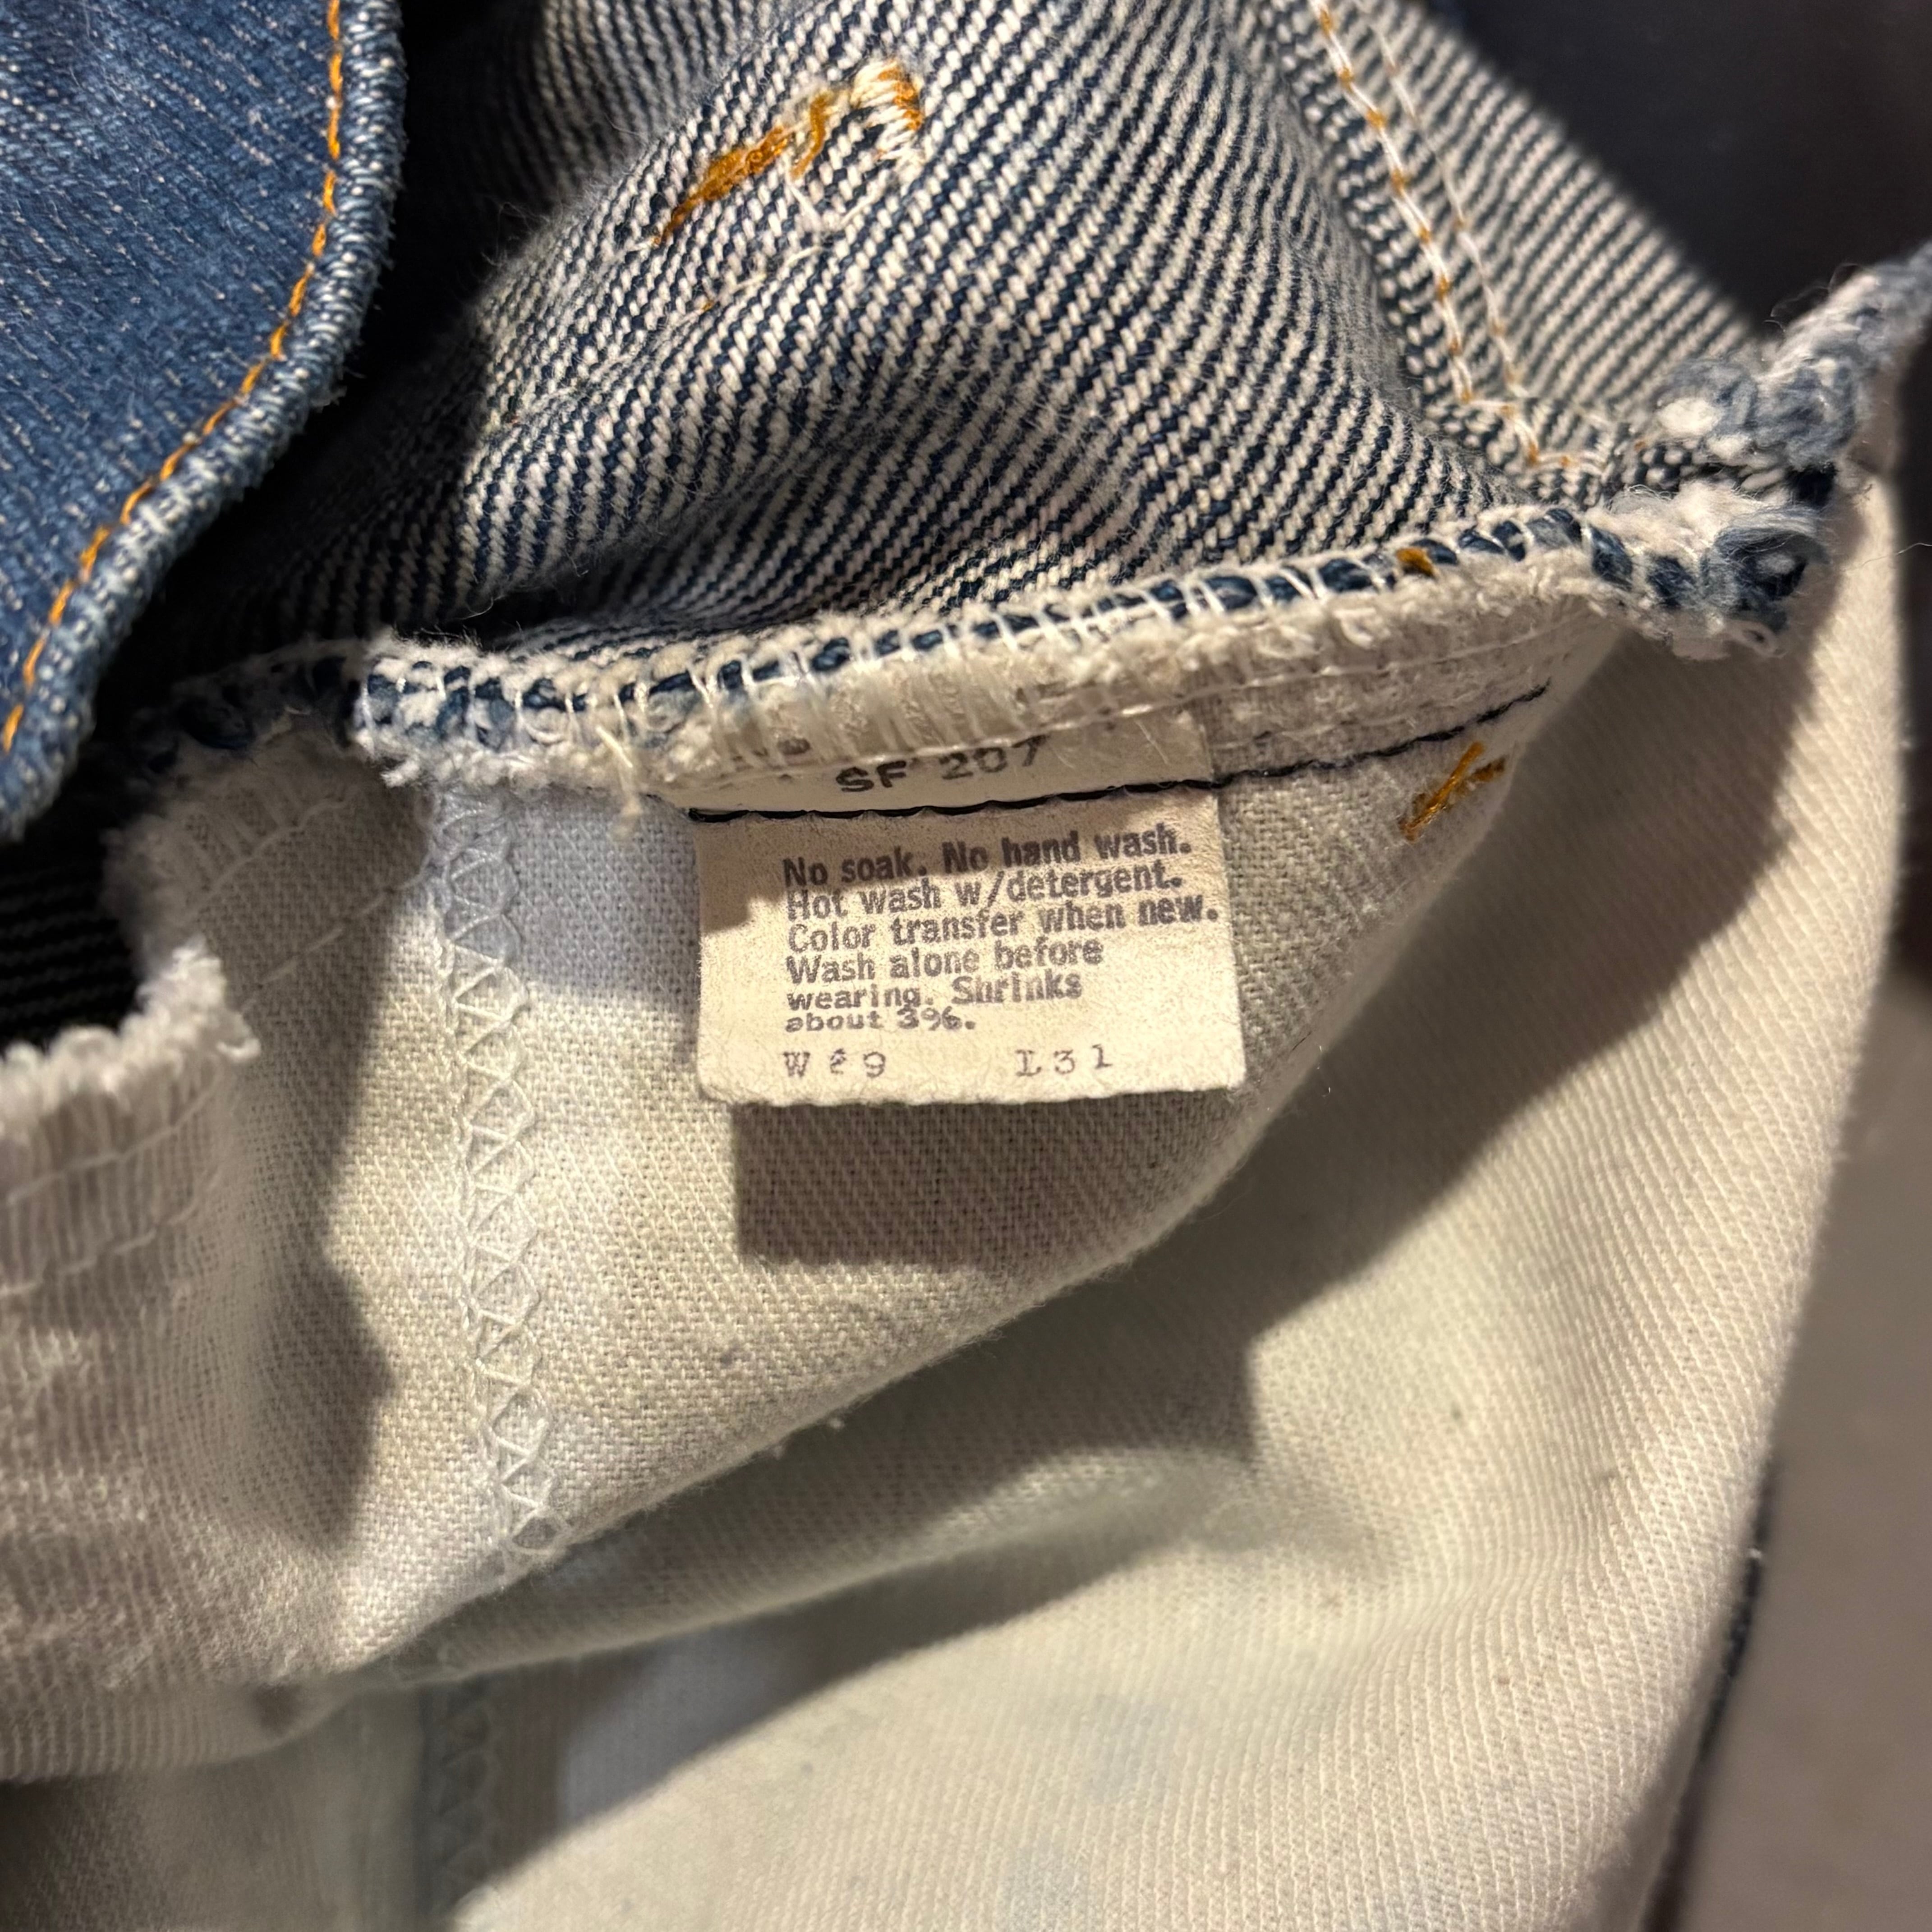 SF 207
No soak. No hand wash.
Hot wash w/detergent.
Color transfer when new.
Wash alone before
wearing. Shrinks
about 3%.
W 29 L31